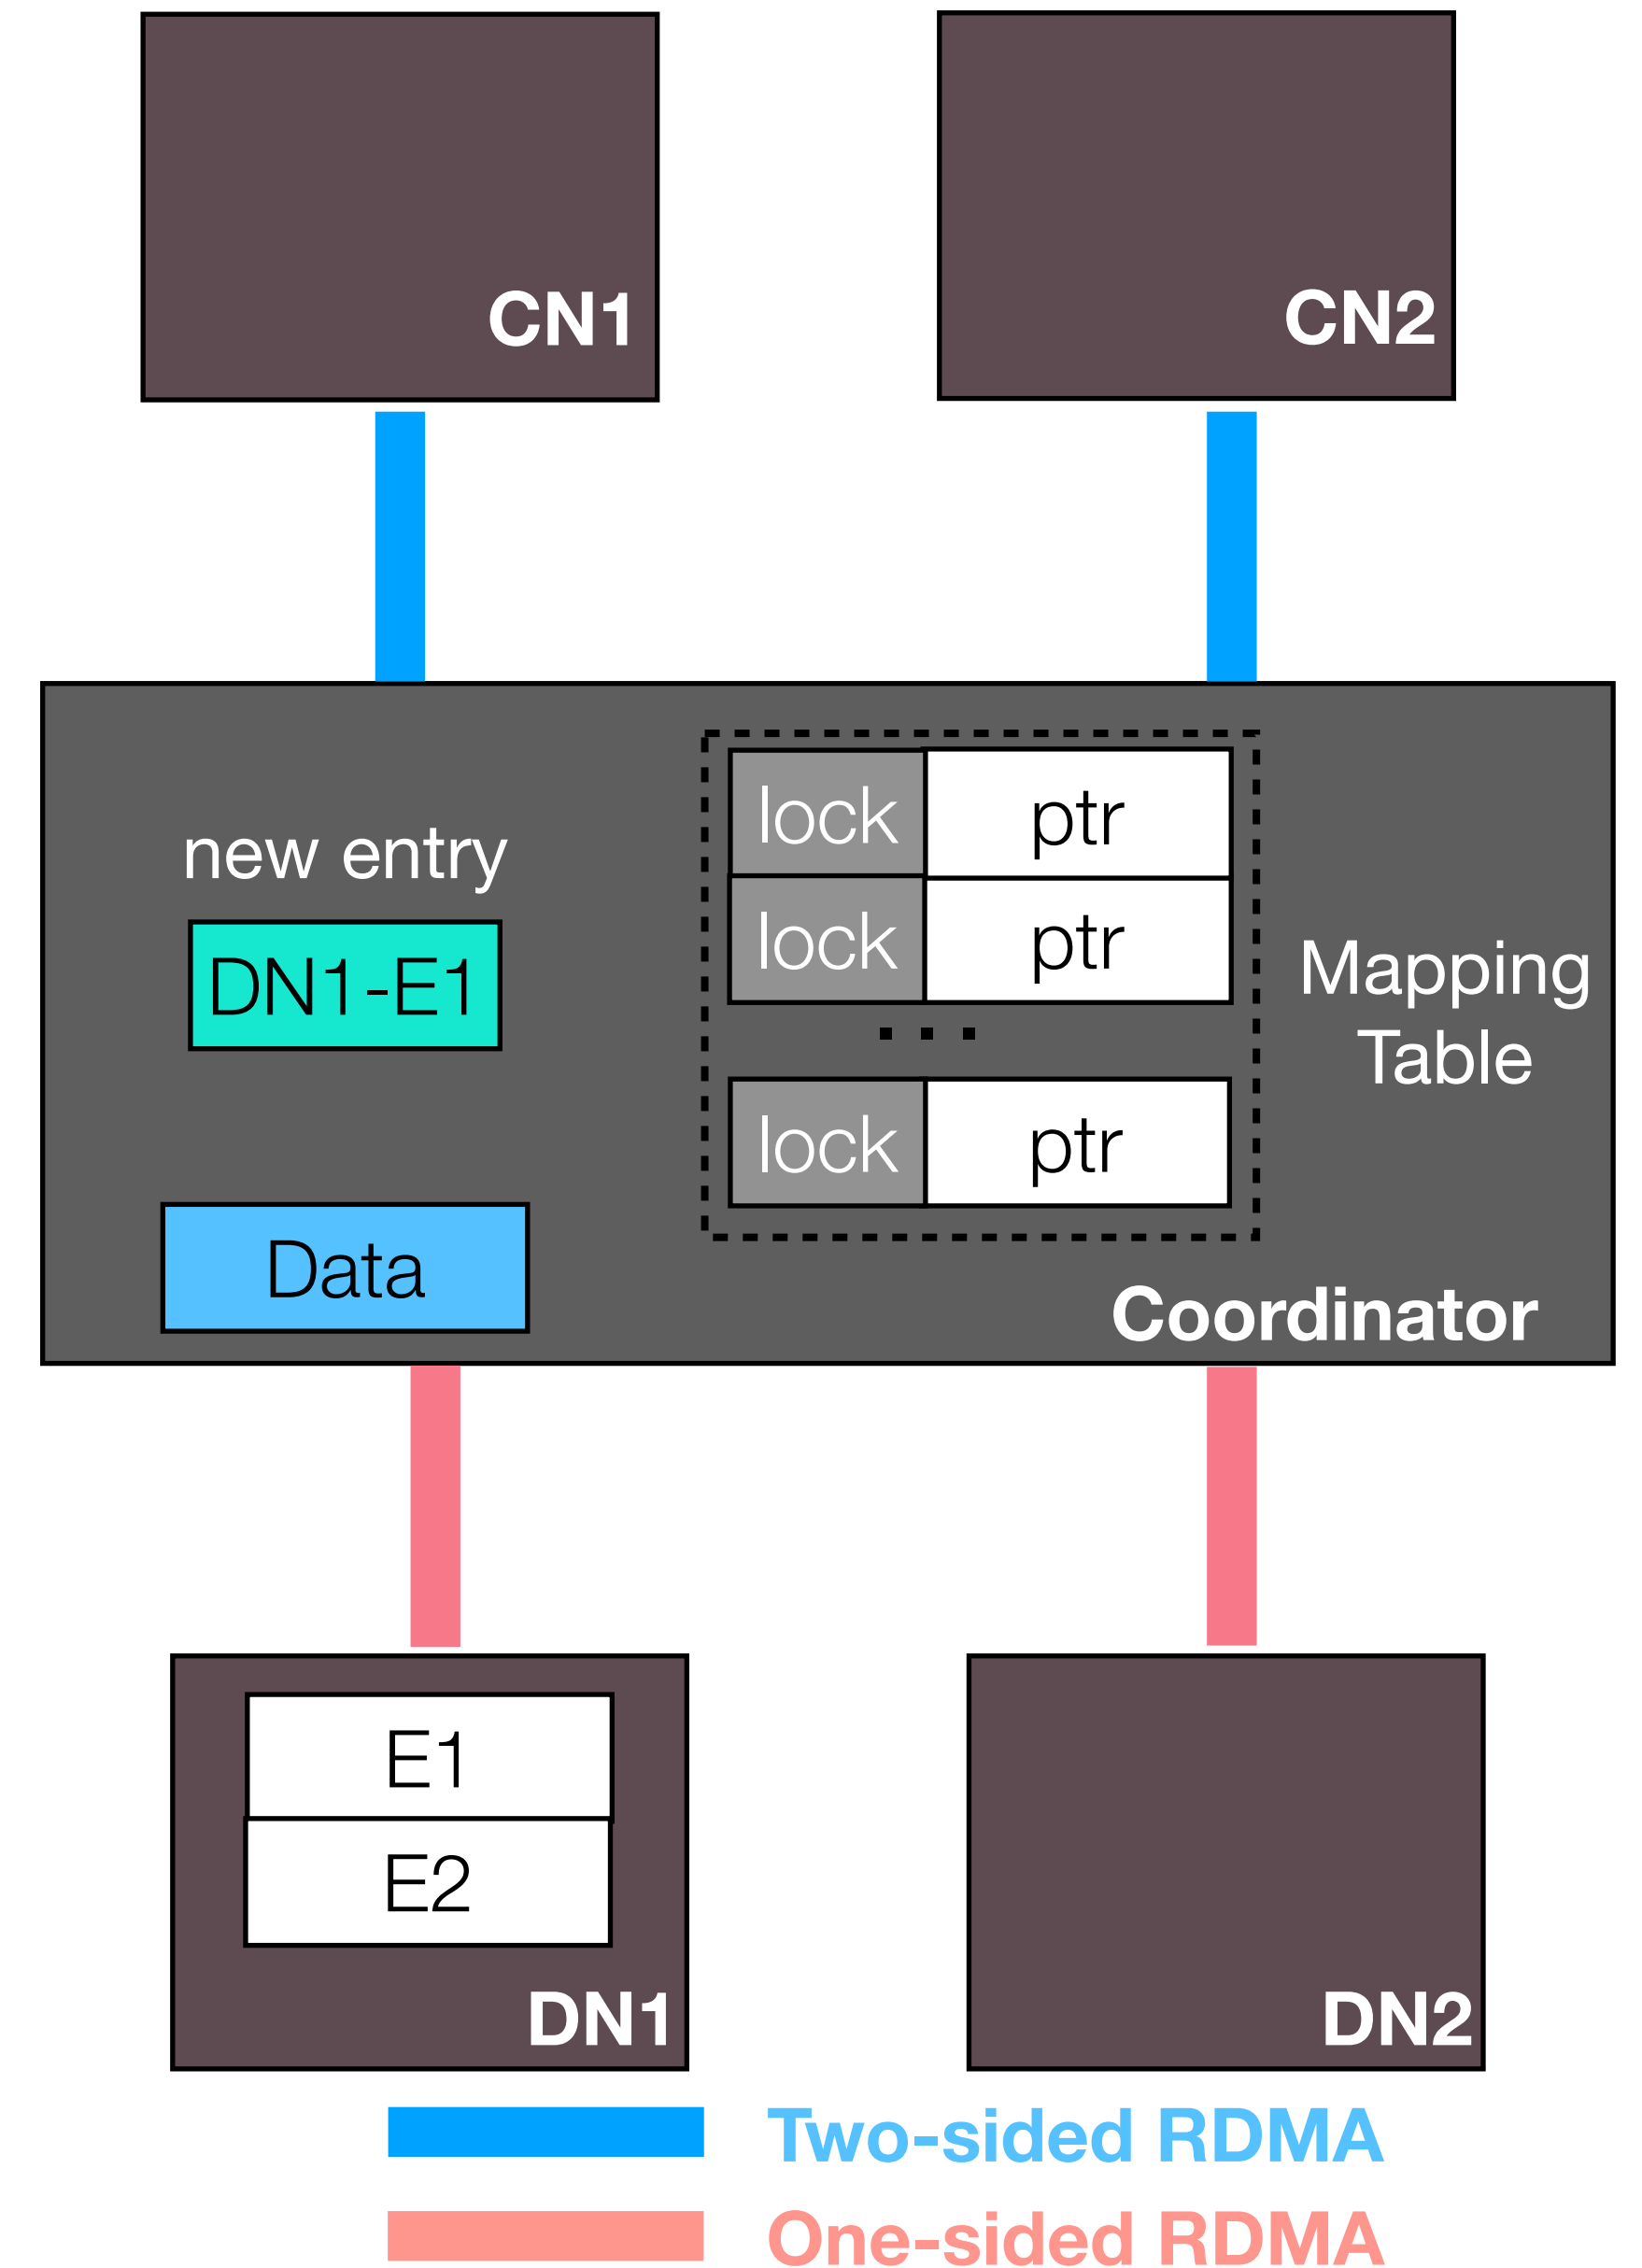 CN1
CN2
new entry
DN1-E1
Data
lock ptr
lock ptr
...
lock ptr
Mapping
Table
Coordinator
E1
E2
DN1
DN2
Two-sided RDMA
One-sided RDMA